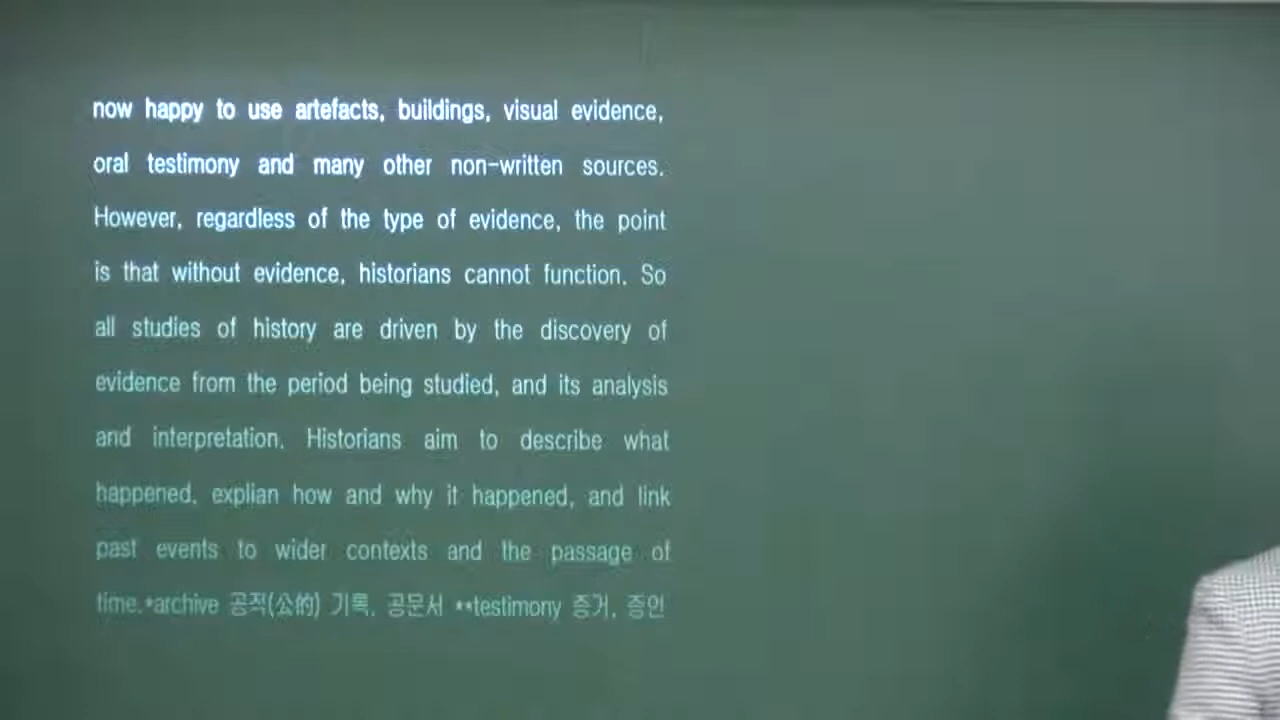 now happy to use artefacts, buildings, visual evidence,
oral testimony and many other non-written sources.
However, regardless of the type of evidence, the point
is that without evidence, historians cannot function. So
all studies of history are driven by the discovery of
evidence from the period being studied, and its analysis
and interpretation. Historians aim to describe what
happened, explian how and why it happened, and link
past events to wider contexts and the passage of
time.*archive 공적(公的) 기록, 공문서 **testimony 증거, 증언